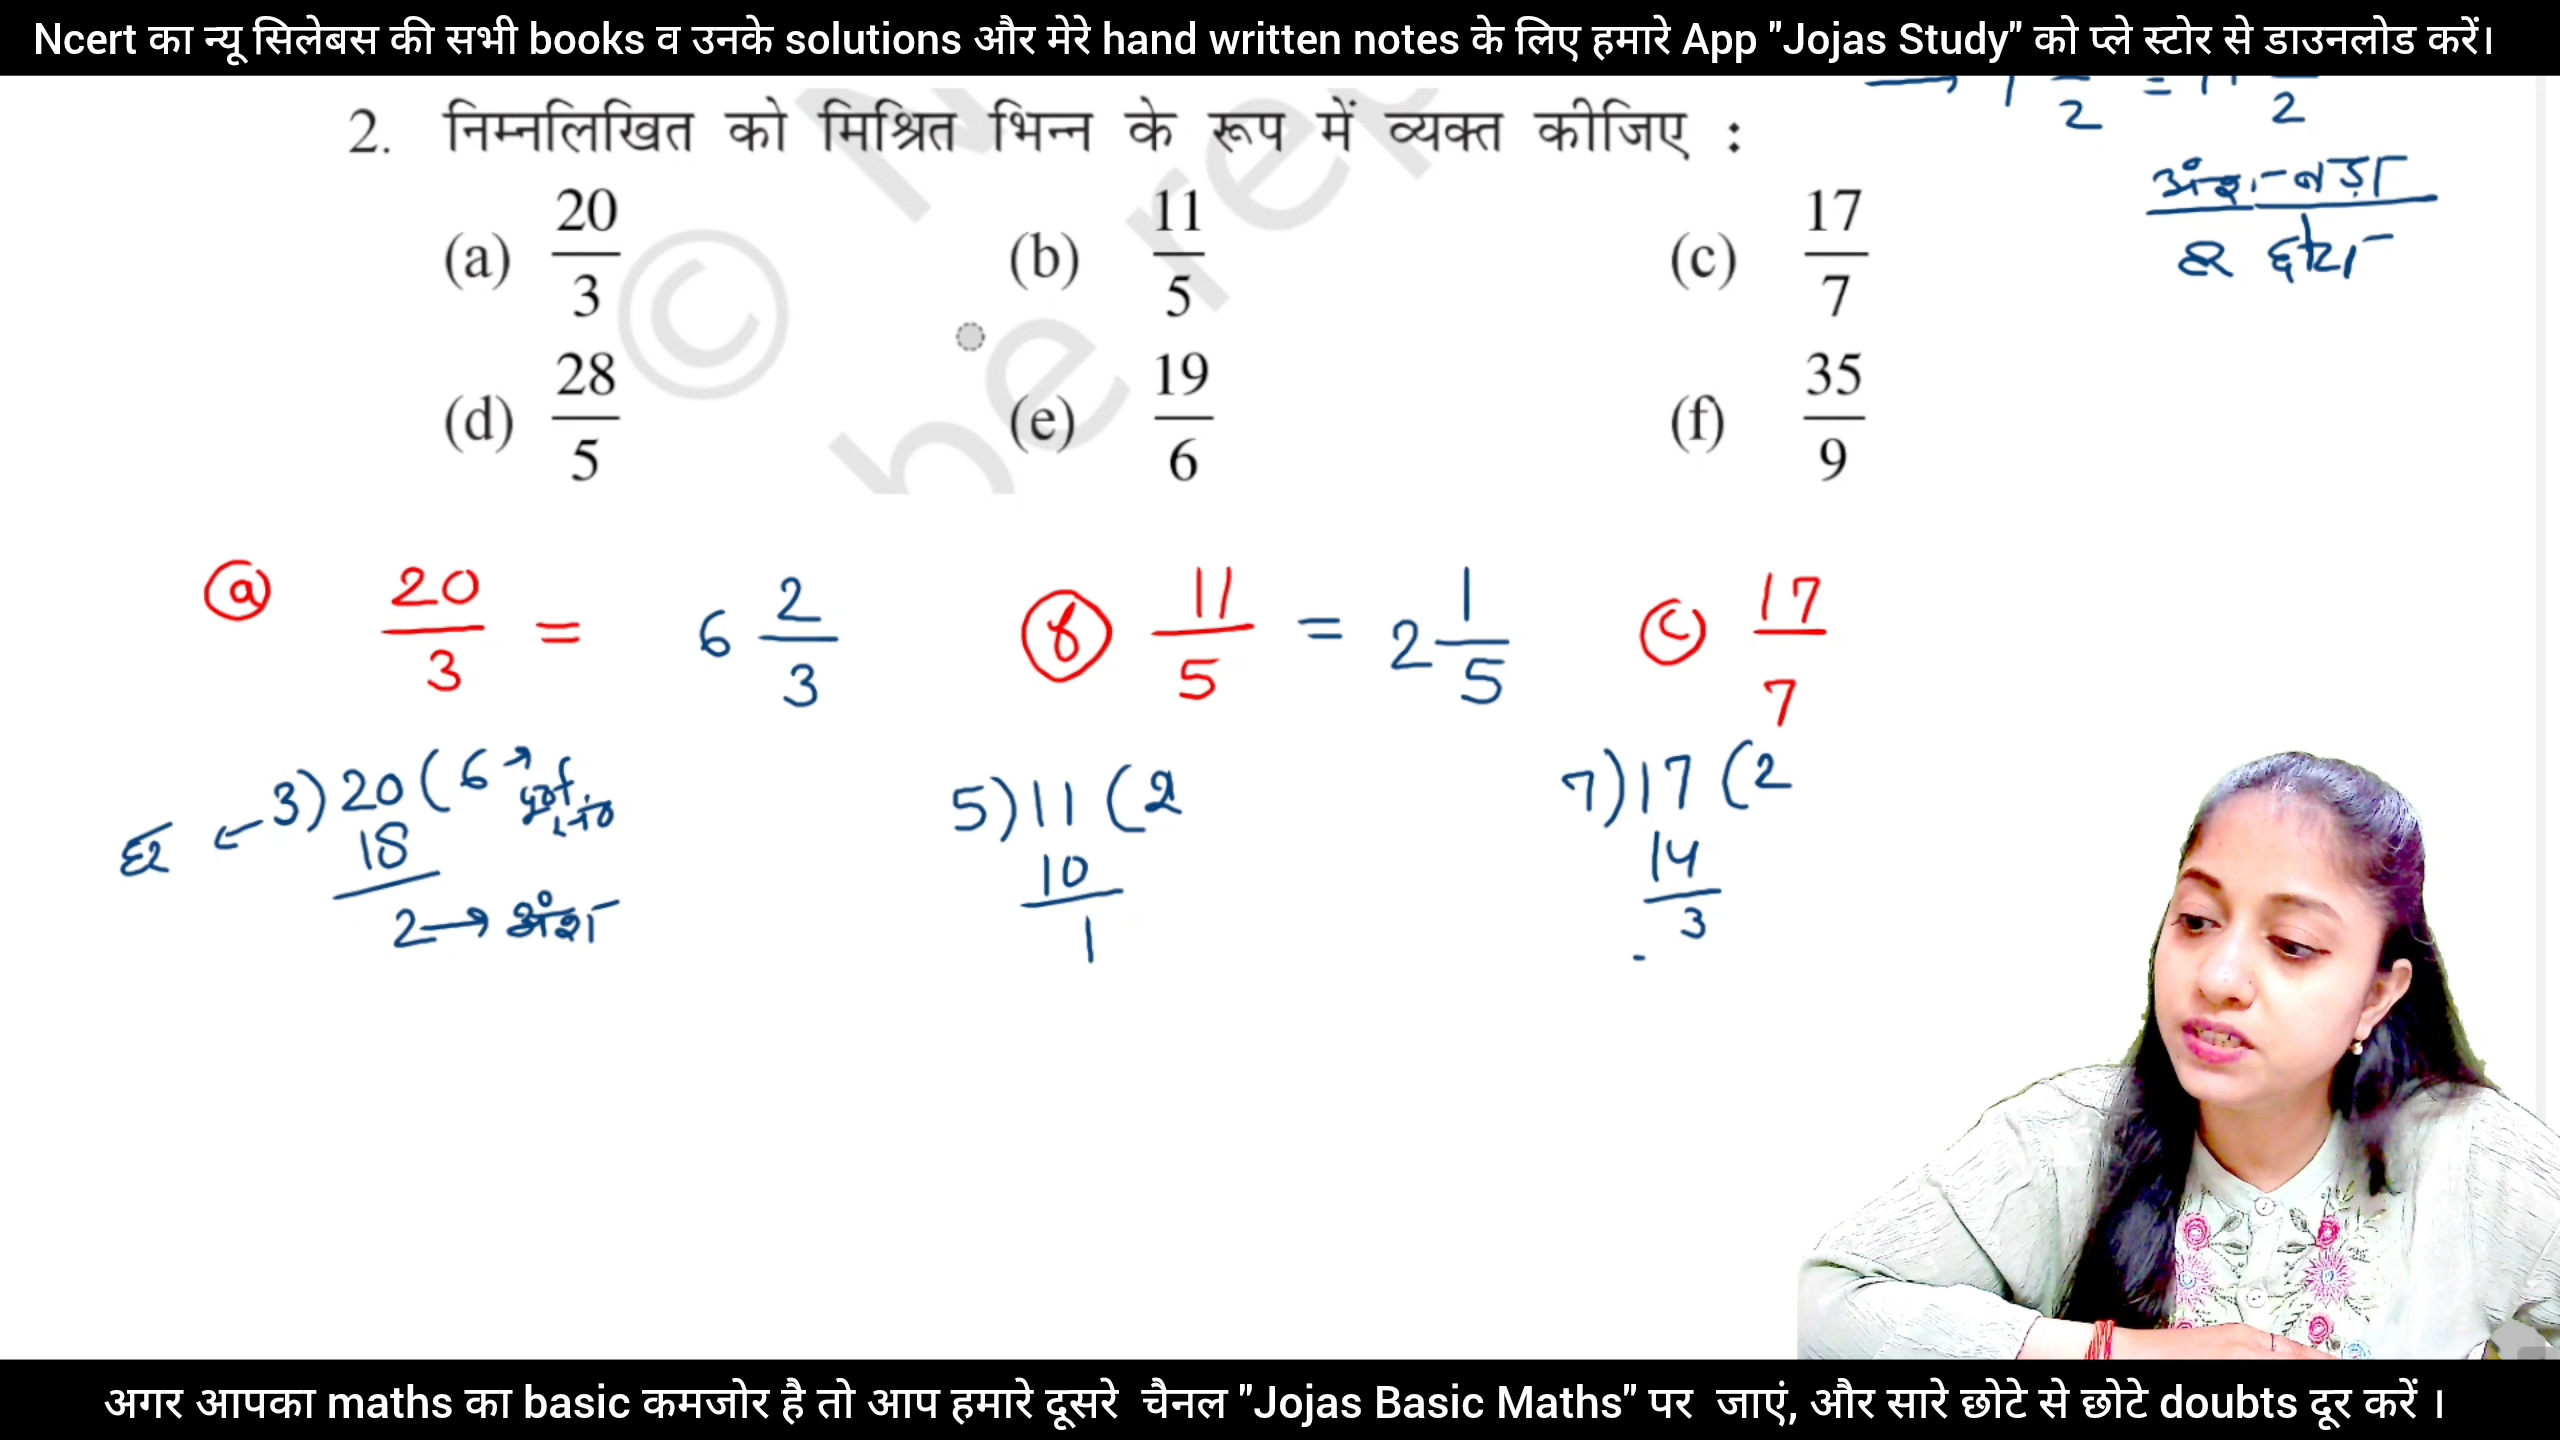 Ncert का न्यू सिलेबस की सभी books व उनके solutions और मेरे hand written notes के लिए हमारे App "Jojas Study" को प्ले स्टोर से डाउनलोड करें।
2. निम्नलिखित को मिश्रित भिन्न के रूप में व्यक्त कीजिए :
अंश-बड़ा
हर छोटा
(a) 20/3 (b) 11/5 (c) 17/7
(d) 28/5 (e) 19/6 (f) 35/9
(a) 20/3 = 6 2/3 (b) 11/5 = 2 1/5 (c) 17/7
हर ← 3)20(6 → 5)11(2 7)17(2
18 10 14
2 → अंश 1 3
अगर आपका maths का basic कमजोर है तो आप हमारे दूसरे चैनल "Jojas Basic Maths" पर जाएं, और सारे छोटे से छोटे doubts दूर करें ।